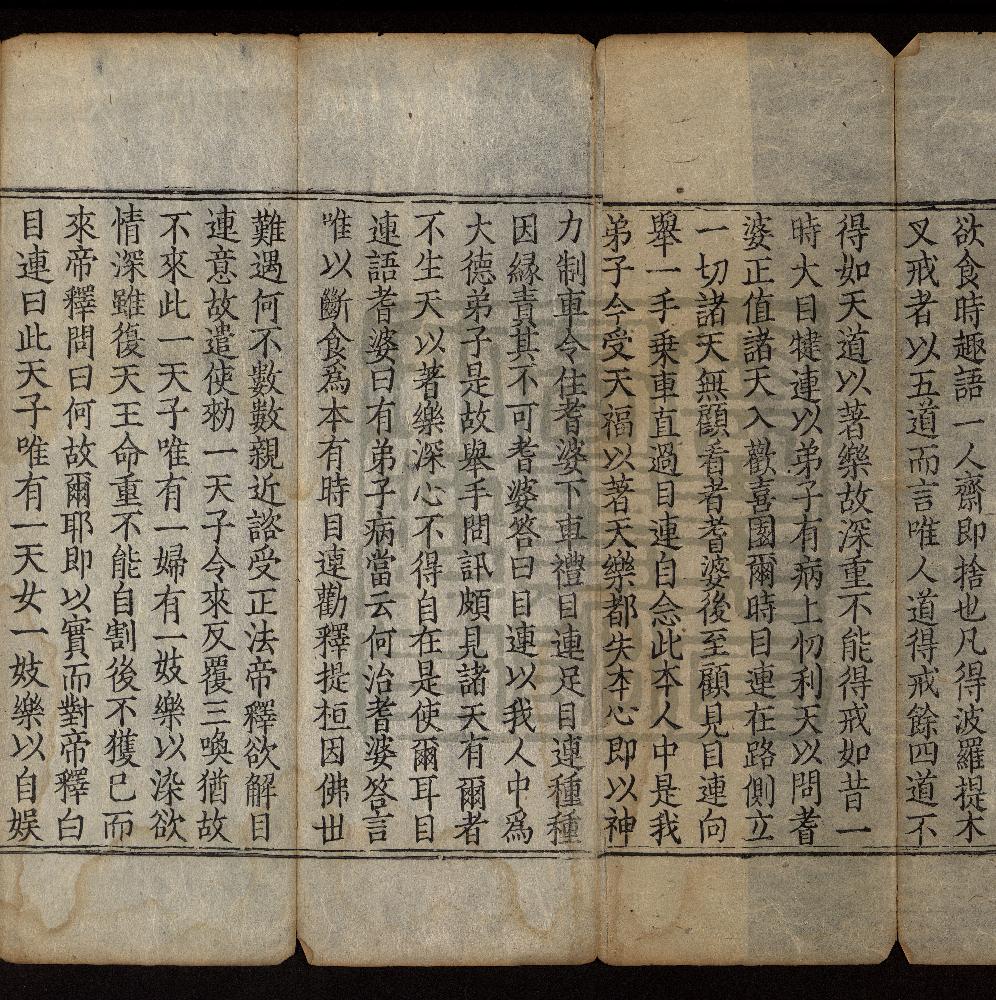 欲食時趣語一人齋即捨也凡得波羅提木
叉戒者以五道而言唯人道得戒餘四道不
得如天道以著樂故深重不能得戒如昔一
時大目犍連以弟子有病上忉利天以問耆
婆正值諸天入歡喜園爾時目連在路側立
一切諸天無顧看者耆婆後至顧見目連向
舉一手乗車直過目連自念此本人中是我
弟子今受天福以著天樂都失本心即以神
力制車令住耆婆下車禮目連足目連種種
因緣責其不可耆婆答曰目連以我人中爲
大德弟子是故舉手問訊頗見諸天有爾者
不生天以著樂深心不得自在是使爾耳目
連語耆婆曰有弟子病當云何治耆婆答言
唯以斷食爲本有時目連勸釋提桓因佛世
難遇何不數數親近諮受正法帝釋欲解目
連意故遣使勑一天子令來反覆三喚猶故
不來此一天子唯有一婦有一妓樂以染欲
情深雖復天王命重不能自割後不獲已而
來帝釋問曰何故爾耶即以實而對帝釋白
目連曰此天子唯有一天女一妓樂以自娛